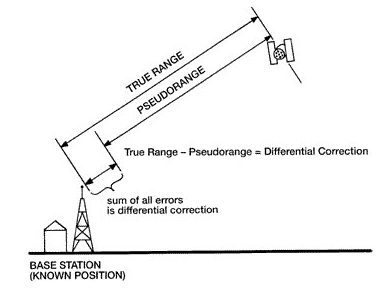 TRUE RANGE
PSEUDORANGE
True Range – Pseudorange = Differential Correction
sum of all errors
is differential correction
BASE STATION
(KNOWN POSITION)